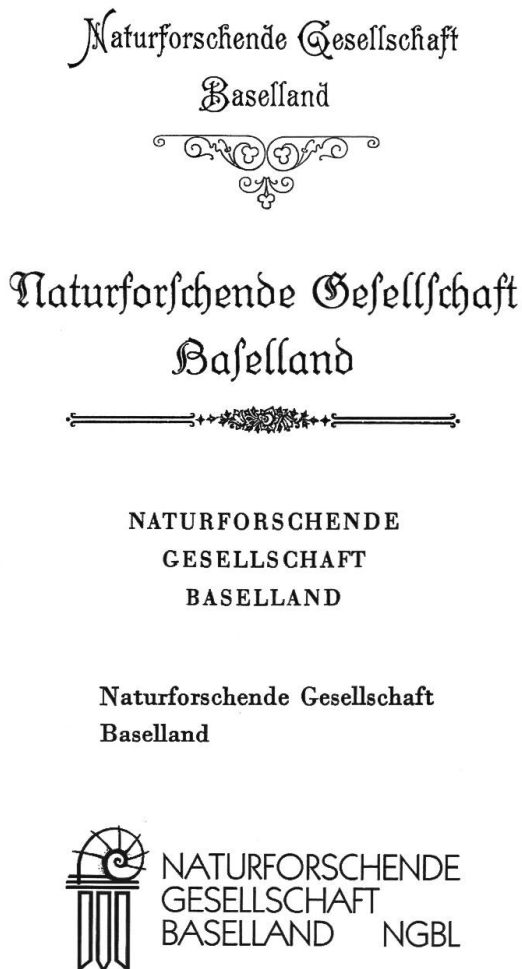 Naturforschende Gesellschaft
Baselland
Naturforſchende Geſellſchaft
Baſelland
NATURFORSCHENDE
GESELLSCHAFT
BASELLAND
Naturforschende Gesellschaft
Baselland
NATURFORSCHENDE
GESELLSCHAFT
BASELLAND NGBL